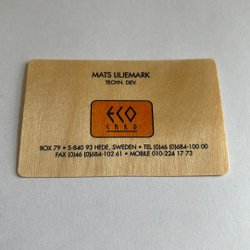 MATS LILJEMARK
TECHN. DEV.
ECO
CARD
BOX 79 • S-840 93 HEDE, SWEDEN • TEL (0)46 (0)684-100 00
FAX (0)46 (0)684-102 61 • MOBILE 010-224 17 73